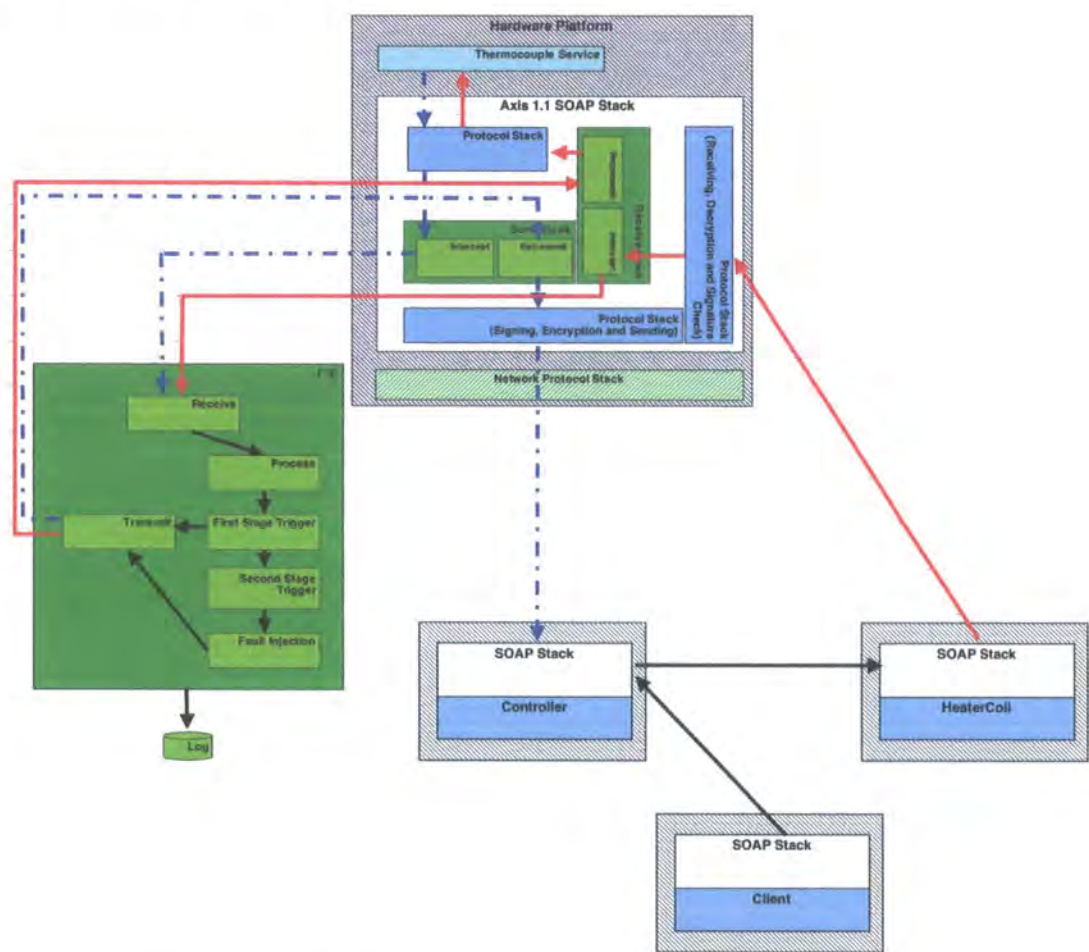 Hardware Platform
Thermocouple Service
Axis 1.1 SOAP Stack
Protocol Stack
Protocol Stack
(Receiving, Decryption and Signature
Check)
Intercept
Protocol Stack
(Signing, Encryption and Sending)
Network Protocol Stack
Receive
Process
First Stage Trigger
Transmit
Second Stage
Trigger
Fault Injection
Log
SOAP Stack
Controller
SOAP Stack
HeaterCoil
SOAP Stack
Client